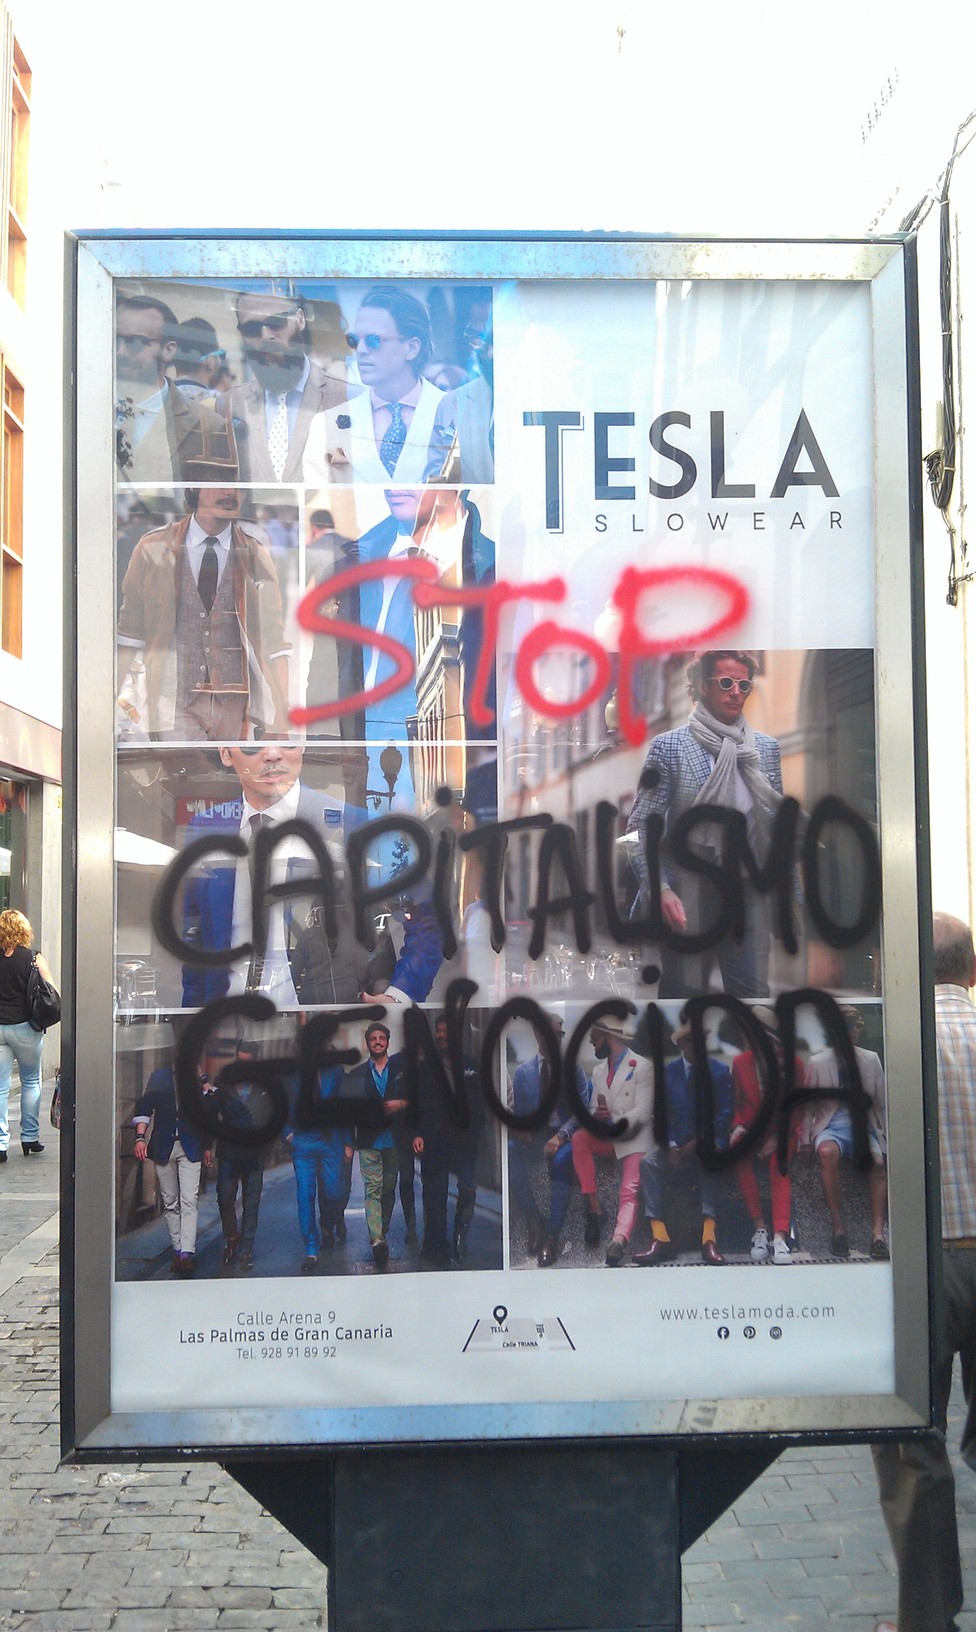 TESLA
SLOWEAR
STOP
CAPiTALiSMO
GENOCiDA
Calle Arena 9
Las Palmas de Gran Canaria
Tel. 928 91 89 92
TESLA
Calle TRIANA
www.teslamoda.com